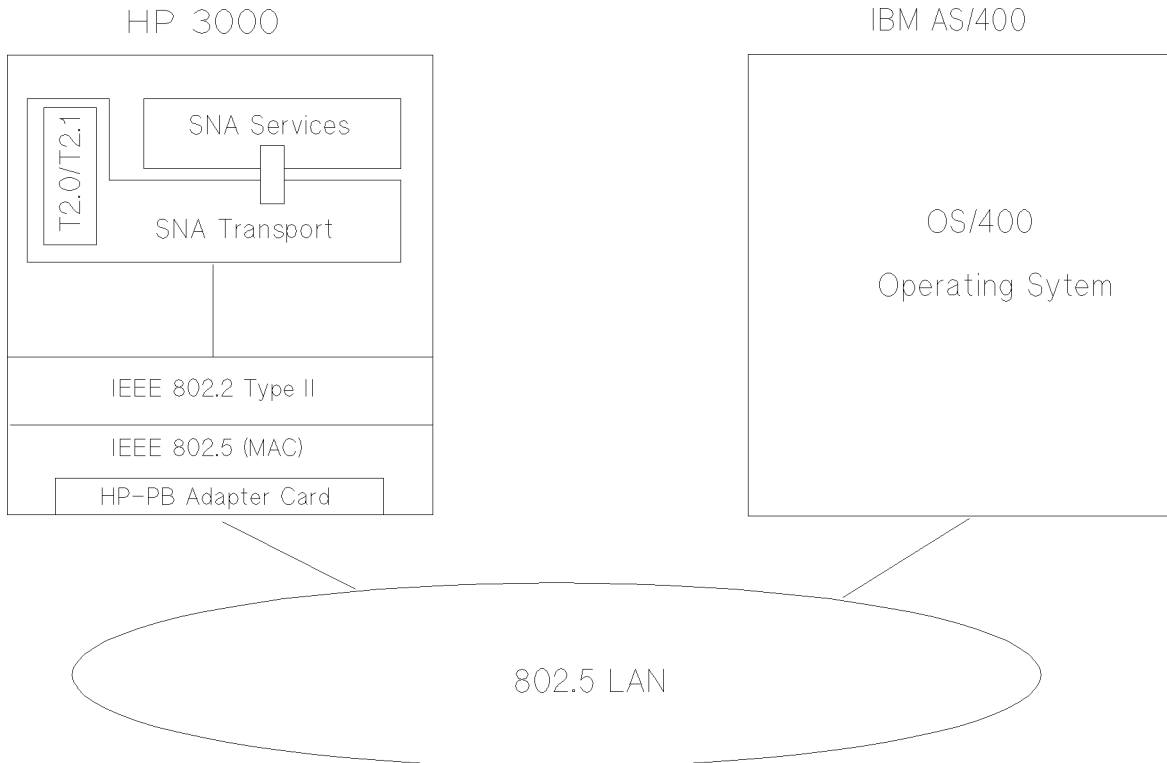 HP 3000
IBM AS/400
SNA Services
T2.0/T2.1
SNA Transport
OS/400
Operating Sytem
IEEE 802.2 Type II
IEEE 802.5 (MAC)
HP-PB Adapter Card
802.5 LAN